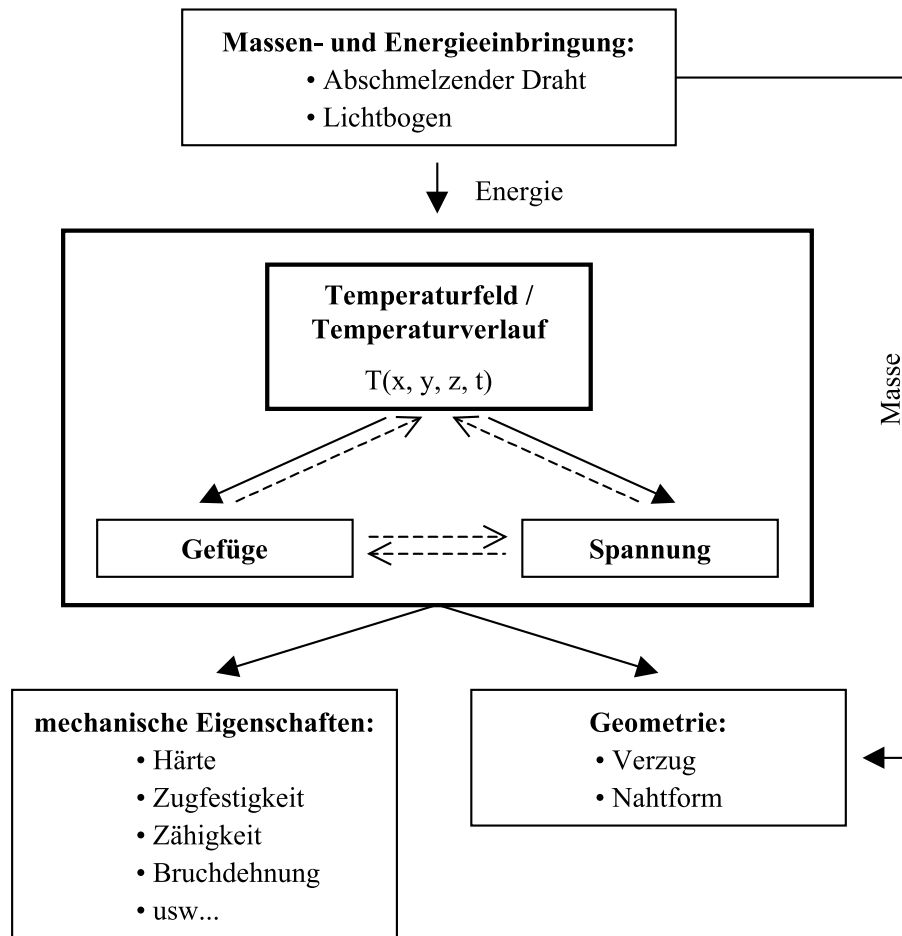 Massen- und Energieeinbringung:
• Abschmelzender Draht
• Lichtbogen
Energie
Temperaturfeld /
Temperaturverlauf
T(x, y, z, t)
Masse
Gefüge
Spannung
mechanische Eigenschaften:
• Härte
• Zugfestigkeit
• Zähigkeit
• Bruchdehnung
• usw...
Geometrie:
• Verzug
• Nahtform